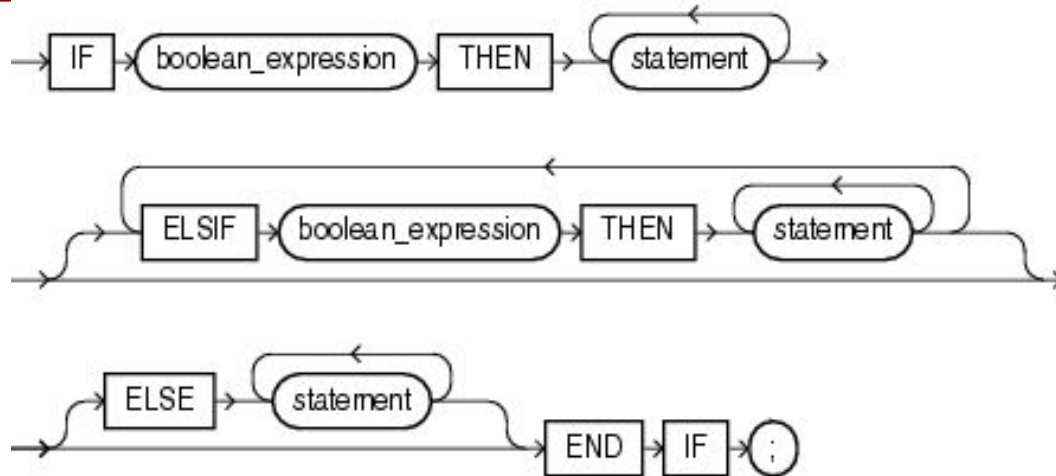 IF boolean_expression THEN statement
ELSIF boolean_expression THEN statement
ELSE statement
END IF ;